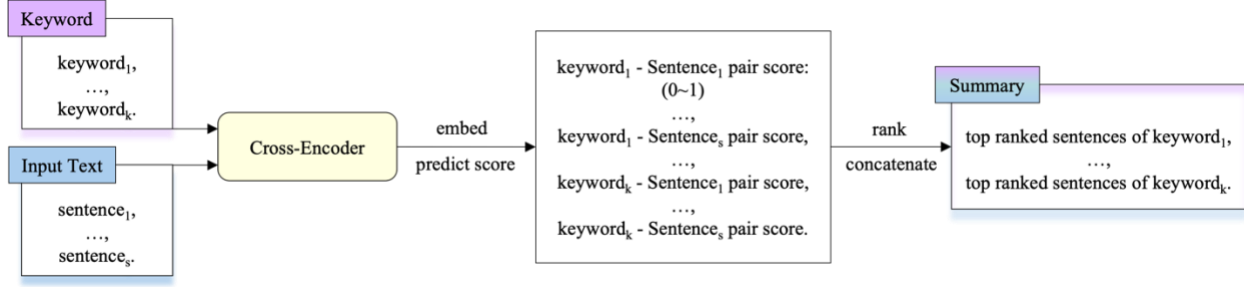 Keyword
keyword₁,
...,
keywordₖ.
Input Text
sentence₁,
...,
sentenceₛ.
Cross-Encoder
embed
predict score
keyword₁ - Sentence₁ pair score:
(0~1)
...,
keyword₁ - Sentenceₛ pair score,
...,
keywordₖ - Sentence₁ pair score,
...,
keywordₖ - Sentenceₛ pair score.
rank
concatenate
Summary
top ranked sentences of keyword₁,
...,
top ranked sentences of keywordₖ.